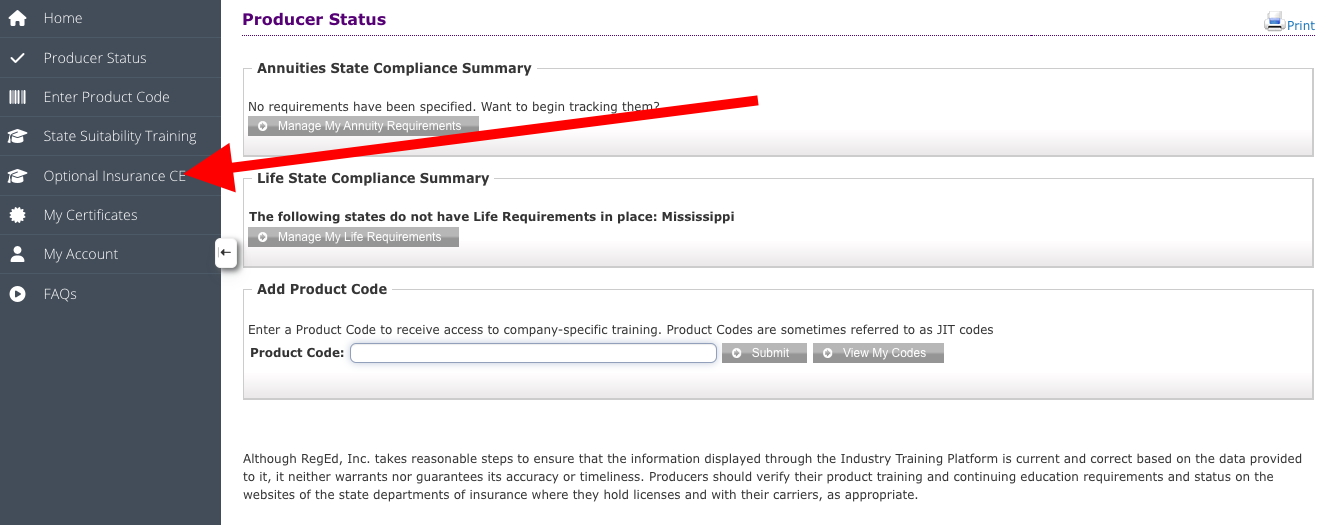 Home
Producer Status
Enter Product Code
State Suitability Training
Optional Insurance CE
My Certificates
My Account
FAQs
Producer Status
Print
Annuities State Compliance Summary
No requirements have been specified. Want to begin tracking them?
Manage My Annuity Requirements
Life State Compliance Summary
The following states do not have Life Requirements in place: Mississippi
Manage My Life Requirements
Add Product Code
Enter a Product Code to receive access to company-specific training. Product Codes are sometimes referred to as JIT codes
Product Code: Submit View My Codes
Although RegEd, Inc. takes reasonable steps to ensure that the information displayed through the Industry Training Platform is current and correct based on the data provided
to it, it neither warrants nor guarantees its accuracy or timeliness. Producers should verify their product training and continuing education requirements and status on the
websites of the state departments of insurance where they hold licenses and with their carriers, as appropriate.